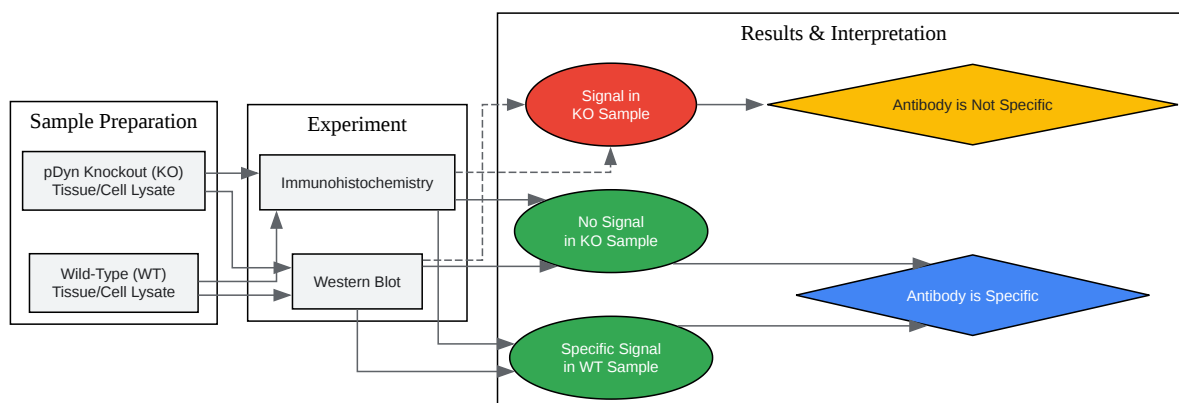 Results & Interpretation
Sample Preparation
Experiment
Signal in
KO Sample
Antibody is Not Specific
pDyn Knockout (KO)
Tissue/Cell Lysate
Immunohistochemistry
No Signal
in KO Sample
Wild-Type (WT)
Tissue/Cell Lysate
Western Blot
Antibody is Specific
Specific Signal
in WT Sample